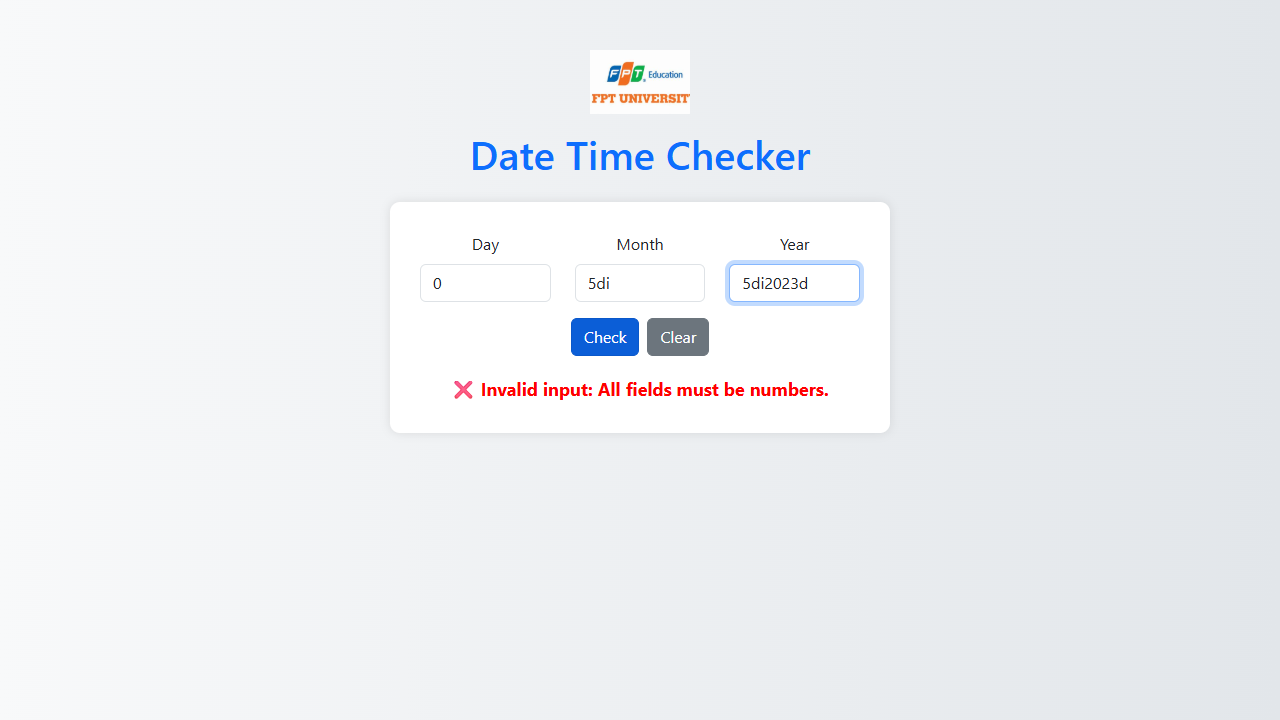 FPT Education
FPT UNIVERSIT
Date Time Checker
Day Month Year
0 5di 5di2023d
Check Clear
❌ Invalid input: All fields must be numbers.